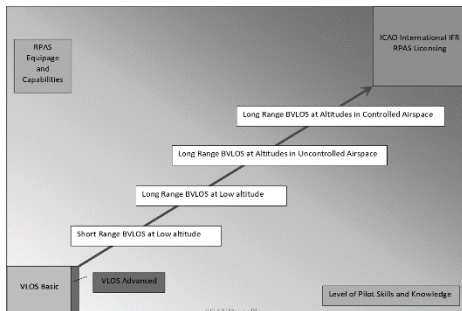 RPAS
Equipage
and
Capabilities
ICAO International IFR
RPAS Licensing
Long Range BVLOS at Altitudes in Controlled Airspace
Long Range BVLOS at Altitudes in Uncontrolled Airspace
Long Range BVLOS at Low altitude
Short Range BVLOS at Low altitude
VLOS Basic
VLOS Advanced
Level of Pilot Skills and Knowledge